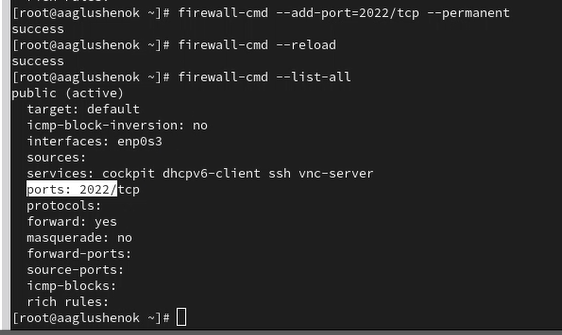 [root@aaglushenok ~]# firewall-cmd --add-port=2022/tcp --permanent
success
[root@aaglushenok ~]# firewall-cmd --reload
success
[root@aaglushenok ~]# firewall-cmd --list-all
public (active)
  target: default
  icmp-block-inversion: no
  interfaces: enp0s3
  sources:
  services: cockpit dhcpv6-client ssh vnc-server
  ports: 2022/tcp
  protocols:
  forward: yes
  masquerade: no
  forward-ports:
  source-ports:
  icmp-blocks:
  rich rules:
[root@aaglushenok ~]#